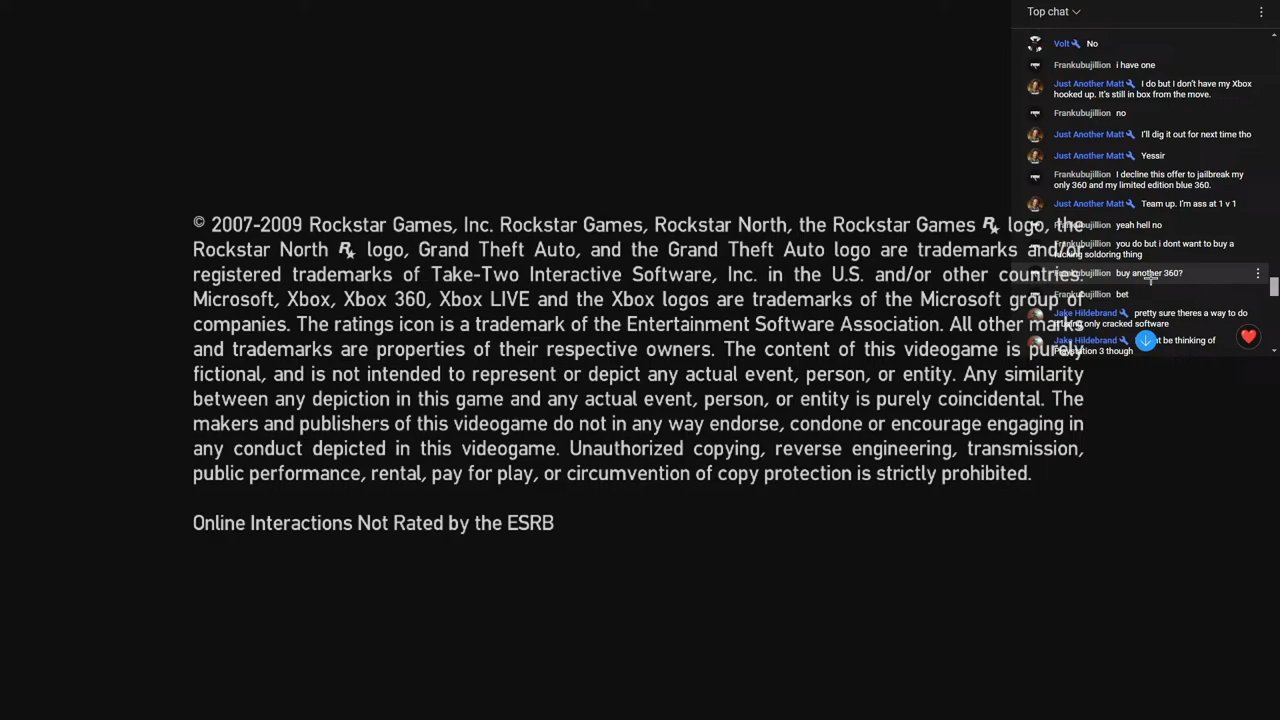 Top chat
Volt No
Frankubujillion i have one
Just Another Matt I do but I don't have my Xbox
hooked up. It's still in box from the move.
Frankubujillion no
Just Another Matt I'll dig it out for next time tho
Just Another Matt Yessir
Frankubujillion I decline this offer to jailbreak my
only 360 and my limited edition blue 360.
Just Another Matt Team up. I'm ass at 1 v 1
Frankubujillion yeah hell no
Frankubujillion you do but i dont want to buy a
fucking soldoring thing
Frankubujillion buy another 360?
Frankubujillion bet
Jake Hildebrand pretty sure theres a way to do
only cracked software
Jake Hildebrand be thinking of
Playstation 3 though
© 2007-2009 Rockstar Games, Inc. Rockstar Games, Rockstar North, the Rockstar Games R★ logo, the
Rockstar North R★ logo, Grand Theft Auto, and the Grand Theft Auto logo are trademarks and/or
registered trademarks of Take-Two Interactive Software, Inc. in the U.S. and/or other countries.
Microsoft, Xbox, Xbox 360, Xbox LIVE and the Xbox logos are trademarks of the Microsoft group of
companies. The ratings icon is a trademark of the Entertainment Software Association. All other marks
and trademarks are properties of their respective owners. The content of this videogame is purely
fictional, and is not intended to represent or depict any actual event, person, or entity. Any similarity
between any depiction in this game and any actual event, person, or entity is purely coincidental. The
makers and publishers of this videogame do not in any way endorse, condone or encourage engaging in
any conduct depicted in this videogame. Unauthorized copying, reverse engineering, transmission,
public performance, rental, pay for play, or circumvention of copy protection is strictly prohibited.
Online Interactions Not Rated by the ESRB